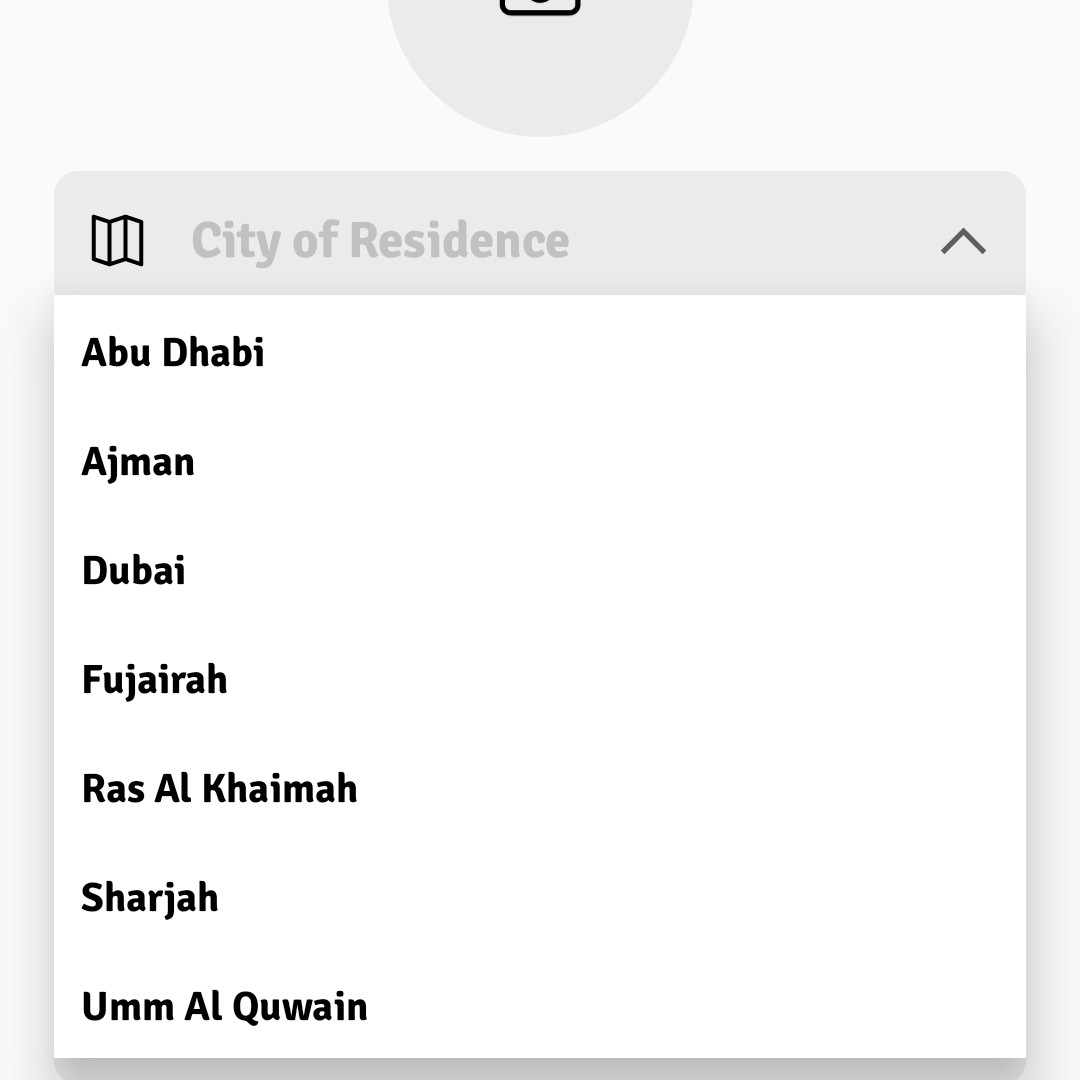 City of Residence
Abu Dhabi
Ajman
Dubai
Fujairah
Ras Al Khaimah
Sharjah
Umm Al Quwain